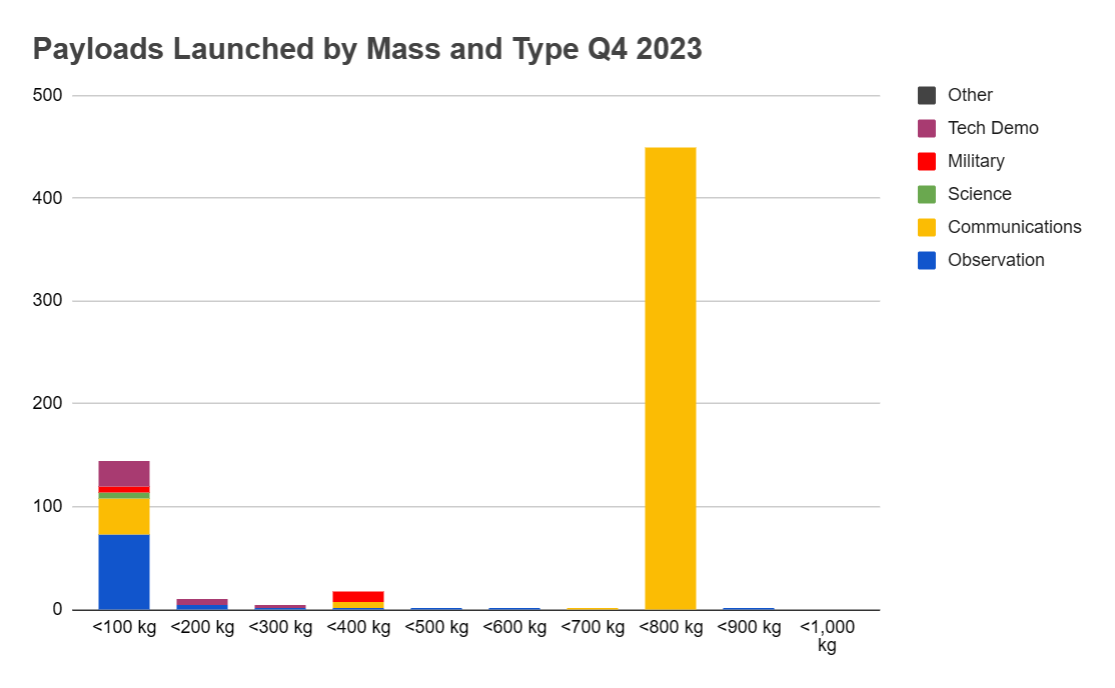 Payloads Launched by Mass and Type Q4 2023
500
400
300
200
100
0
<100 kg
<200 kg
<300 kg
<400 kg
<500 kg
<600 kg
<700 kg
<800 kg
<900 kg
<1,000
kg
Other
Tech Demo
Military
Science
Communications
Observation